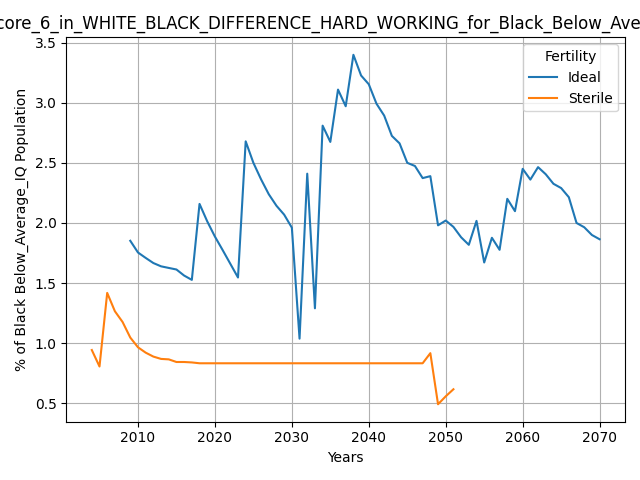 core_6_in_WHITE_BLACK_DIFFERENCE_HARD_WORKING_for_Black_Below_Ave
Fertility
Ideal
Sterile
% of Black Below_Average_IQ Population
3.5
3.0
2.5
2.0
1.5
1.0
0.5
2010 2020 2030 2040 2050 2060 2070
Years